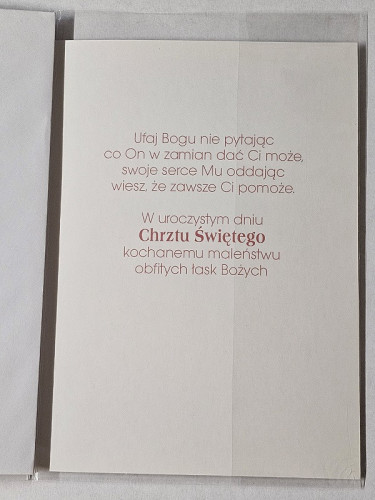 Ufaj Bogu nie pytając
co On w zamian dać Ci może,
swoje serce Mu oddając
wiesz, że zawsze Ci pomoże.
W uroczystym dniu
Chrztu Świętego
kochanemu maleństwu
obfitych łask Bożych